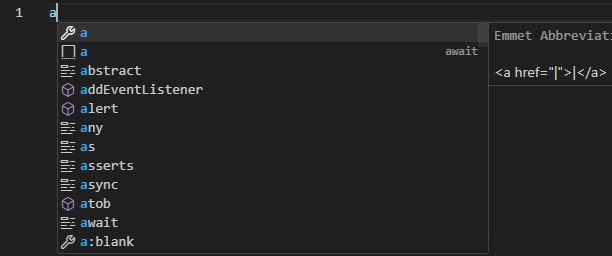 1 a
a
a await
abstract
addEventListener
alert
any
as
asserts
async
atob
await
a:blank
Emmet Abbreviati
<a href="|">|</a>